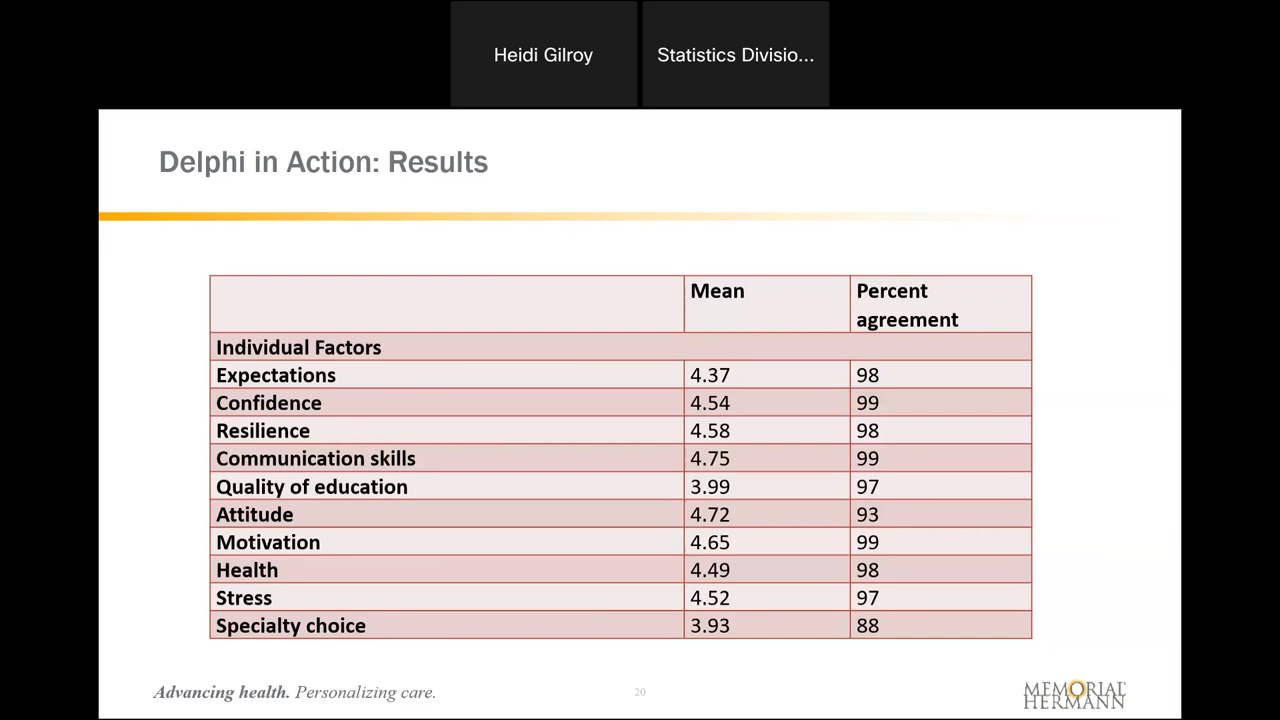 Heidi Gilroy
Statistics Divisio...
Delphi in Action: Results
Mean
Percent
agreement
Individual Factors
Expectations 4.37 98
Confidence 4.54 99
Resilience 4.58 98
Communication skills 4.75 99
Quality of education 3.99 97
Attitude 4.72 93
Motivation 4.65 99
Health 4.49 98
Stress 4.52 97
Specialty choice 3.93 88
Advancing health. Personalizing care.
20
MEMORIAL
HERMANN